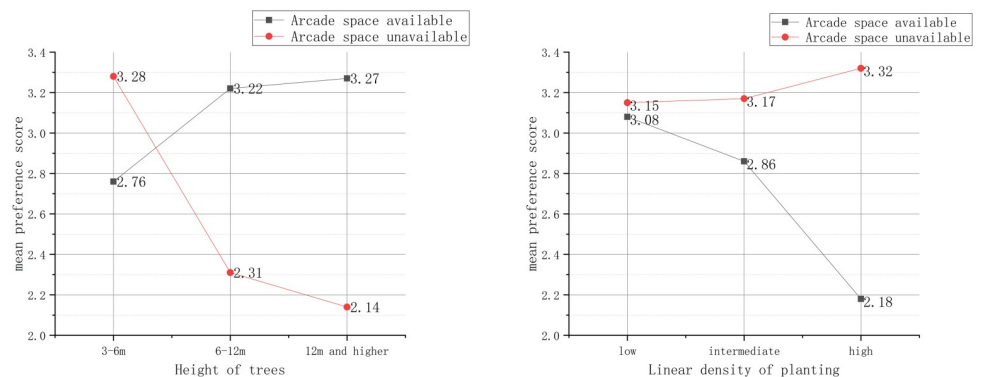 Arcade space available
Arcade space unavailable
3.4
3.2
3.0
2.8
2.6
2.4
2.2
2.0
mean preference score
3.28
3.22
3.27
2.76
2.31
2.14
3-6m
6-12m
12m and higher
Height of trees
Arcade space available
Arcade space unavailable
3.4
3.2
3.0
2.8
2.6
2.4
2.2
2.0
mean preference score
3.32
3.15
3.17
3.08
2.86
2.18
low
intermediate
high
Linear density of planting